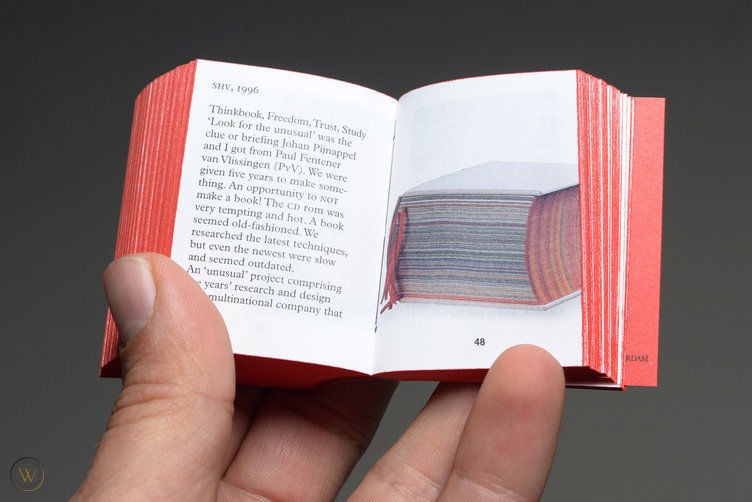 SHV, 1996
Thinkbook, Freedom, Trust, Study
'Look for the unusual' was the
clue or briefing Johan Pijnappel
and I got from Paul Fentener
van Vlissingen (PvV). We were
given five years to make some-
thing. An opportunity to NOT
make a book! The CD rom was
very tempting and hot. A book
seemed old-fashioned. We
researched the latest techniques,
but even the newest were slow
and seemed outdated.
An 'unusual' project comprising
years' research and design
multinational company that
48
RDAM
W